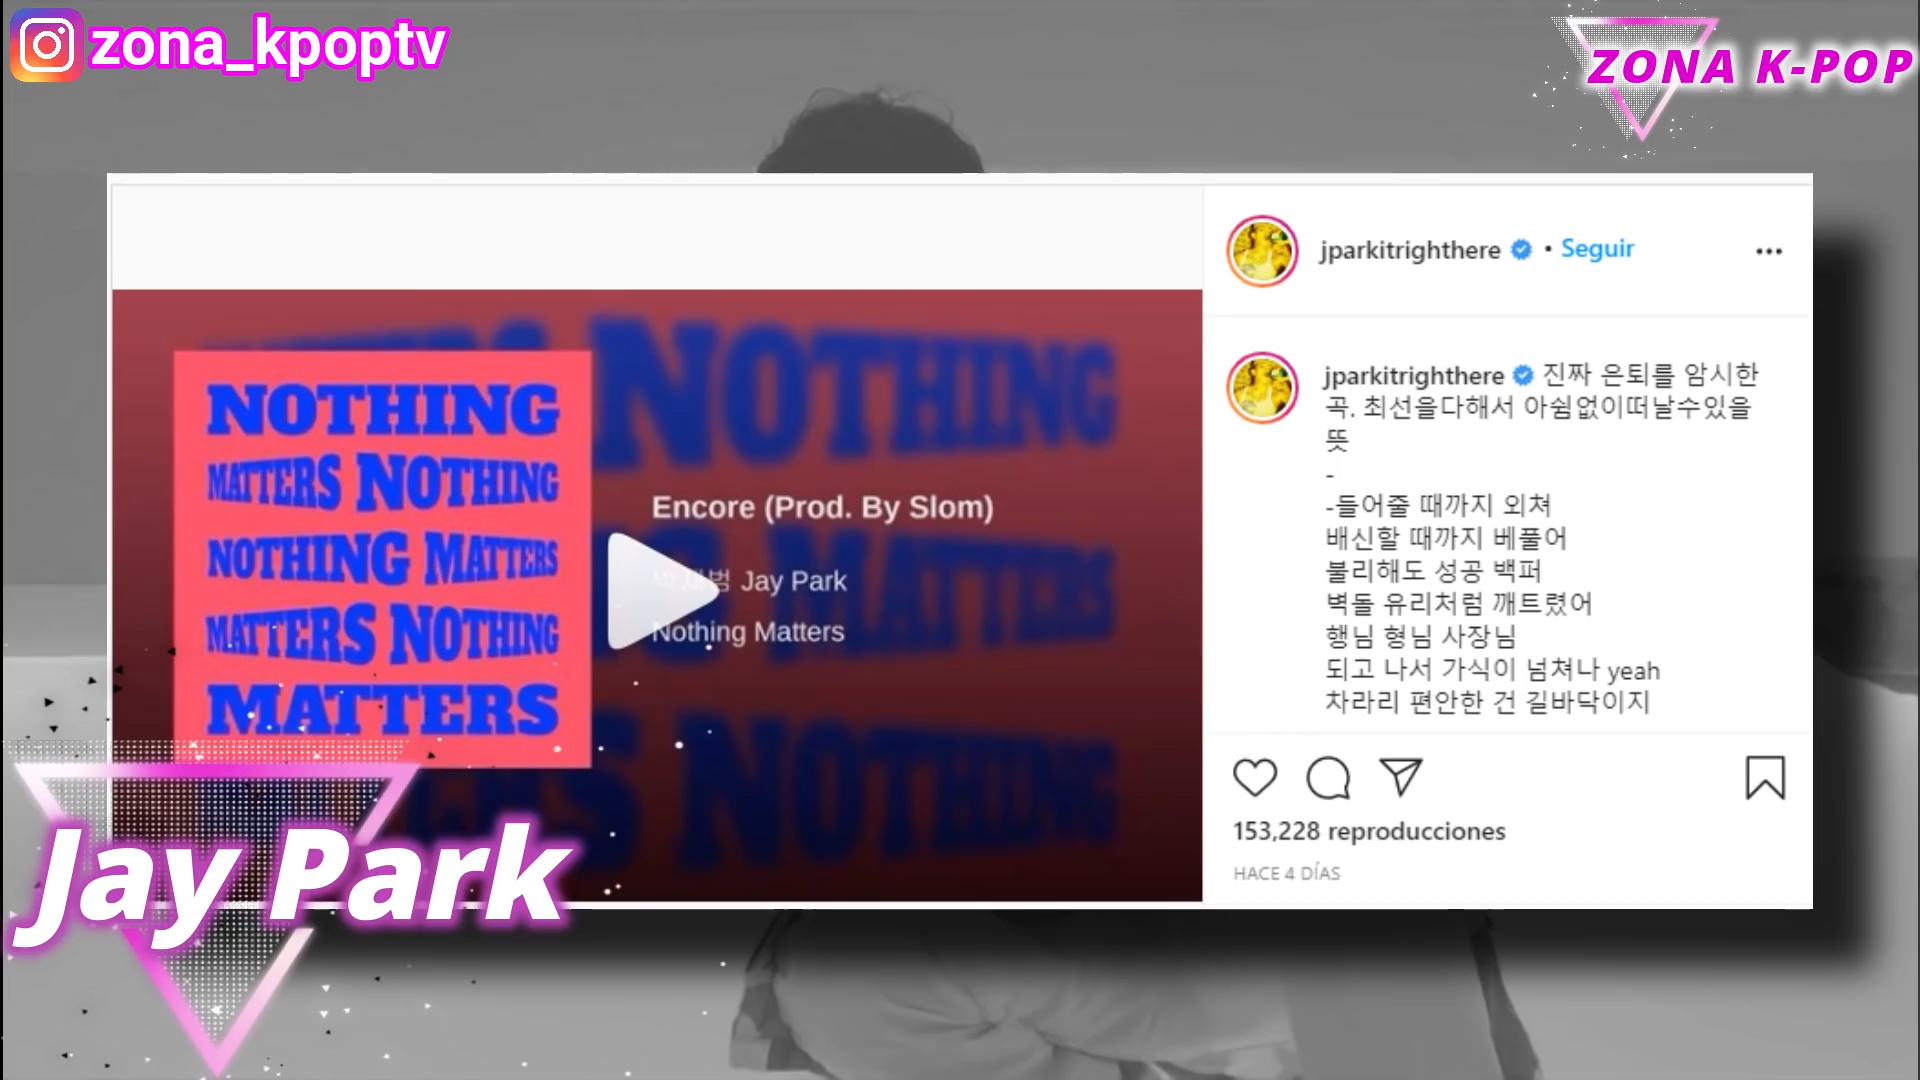 zona_kpoptv
ZONA K-POP
NOTHING
MATTERS NOTHING
NOTHING MATTERS
MATTERS NOTHING
MATTERS
NOTHING
Encore (Prod. By Slom)
Jay Park
Nothing Matters
MATTERS
NOTHING
jparkitrighthere • Seguir
jparkitrighthere 진짜 은퇴를 암시한
곡. 최선을다해서 아쉼없이떠날수있을
뜻
-
-들어줄 때까지 외쳐
배신할 때까지 베풀어
불리해도 성공 백퍼
벽돌 유리처럼 깨트렸어
행님 형님 사장님
되고 나서 가식이 넘쳐나 yeah
차라리 편안한 건 길바닥이지
153,228 reproducciones
HACE 4 DÍAS
Jay Park